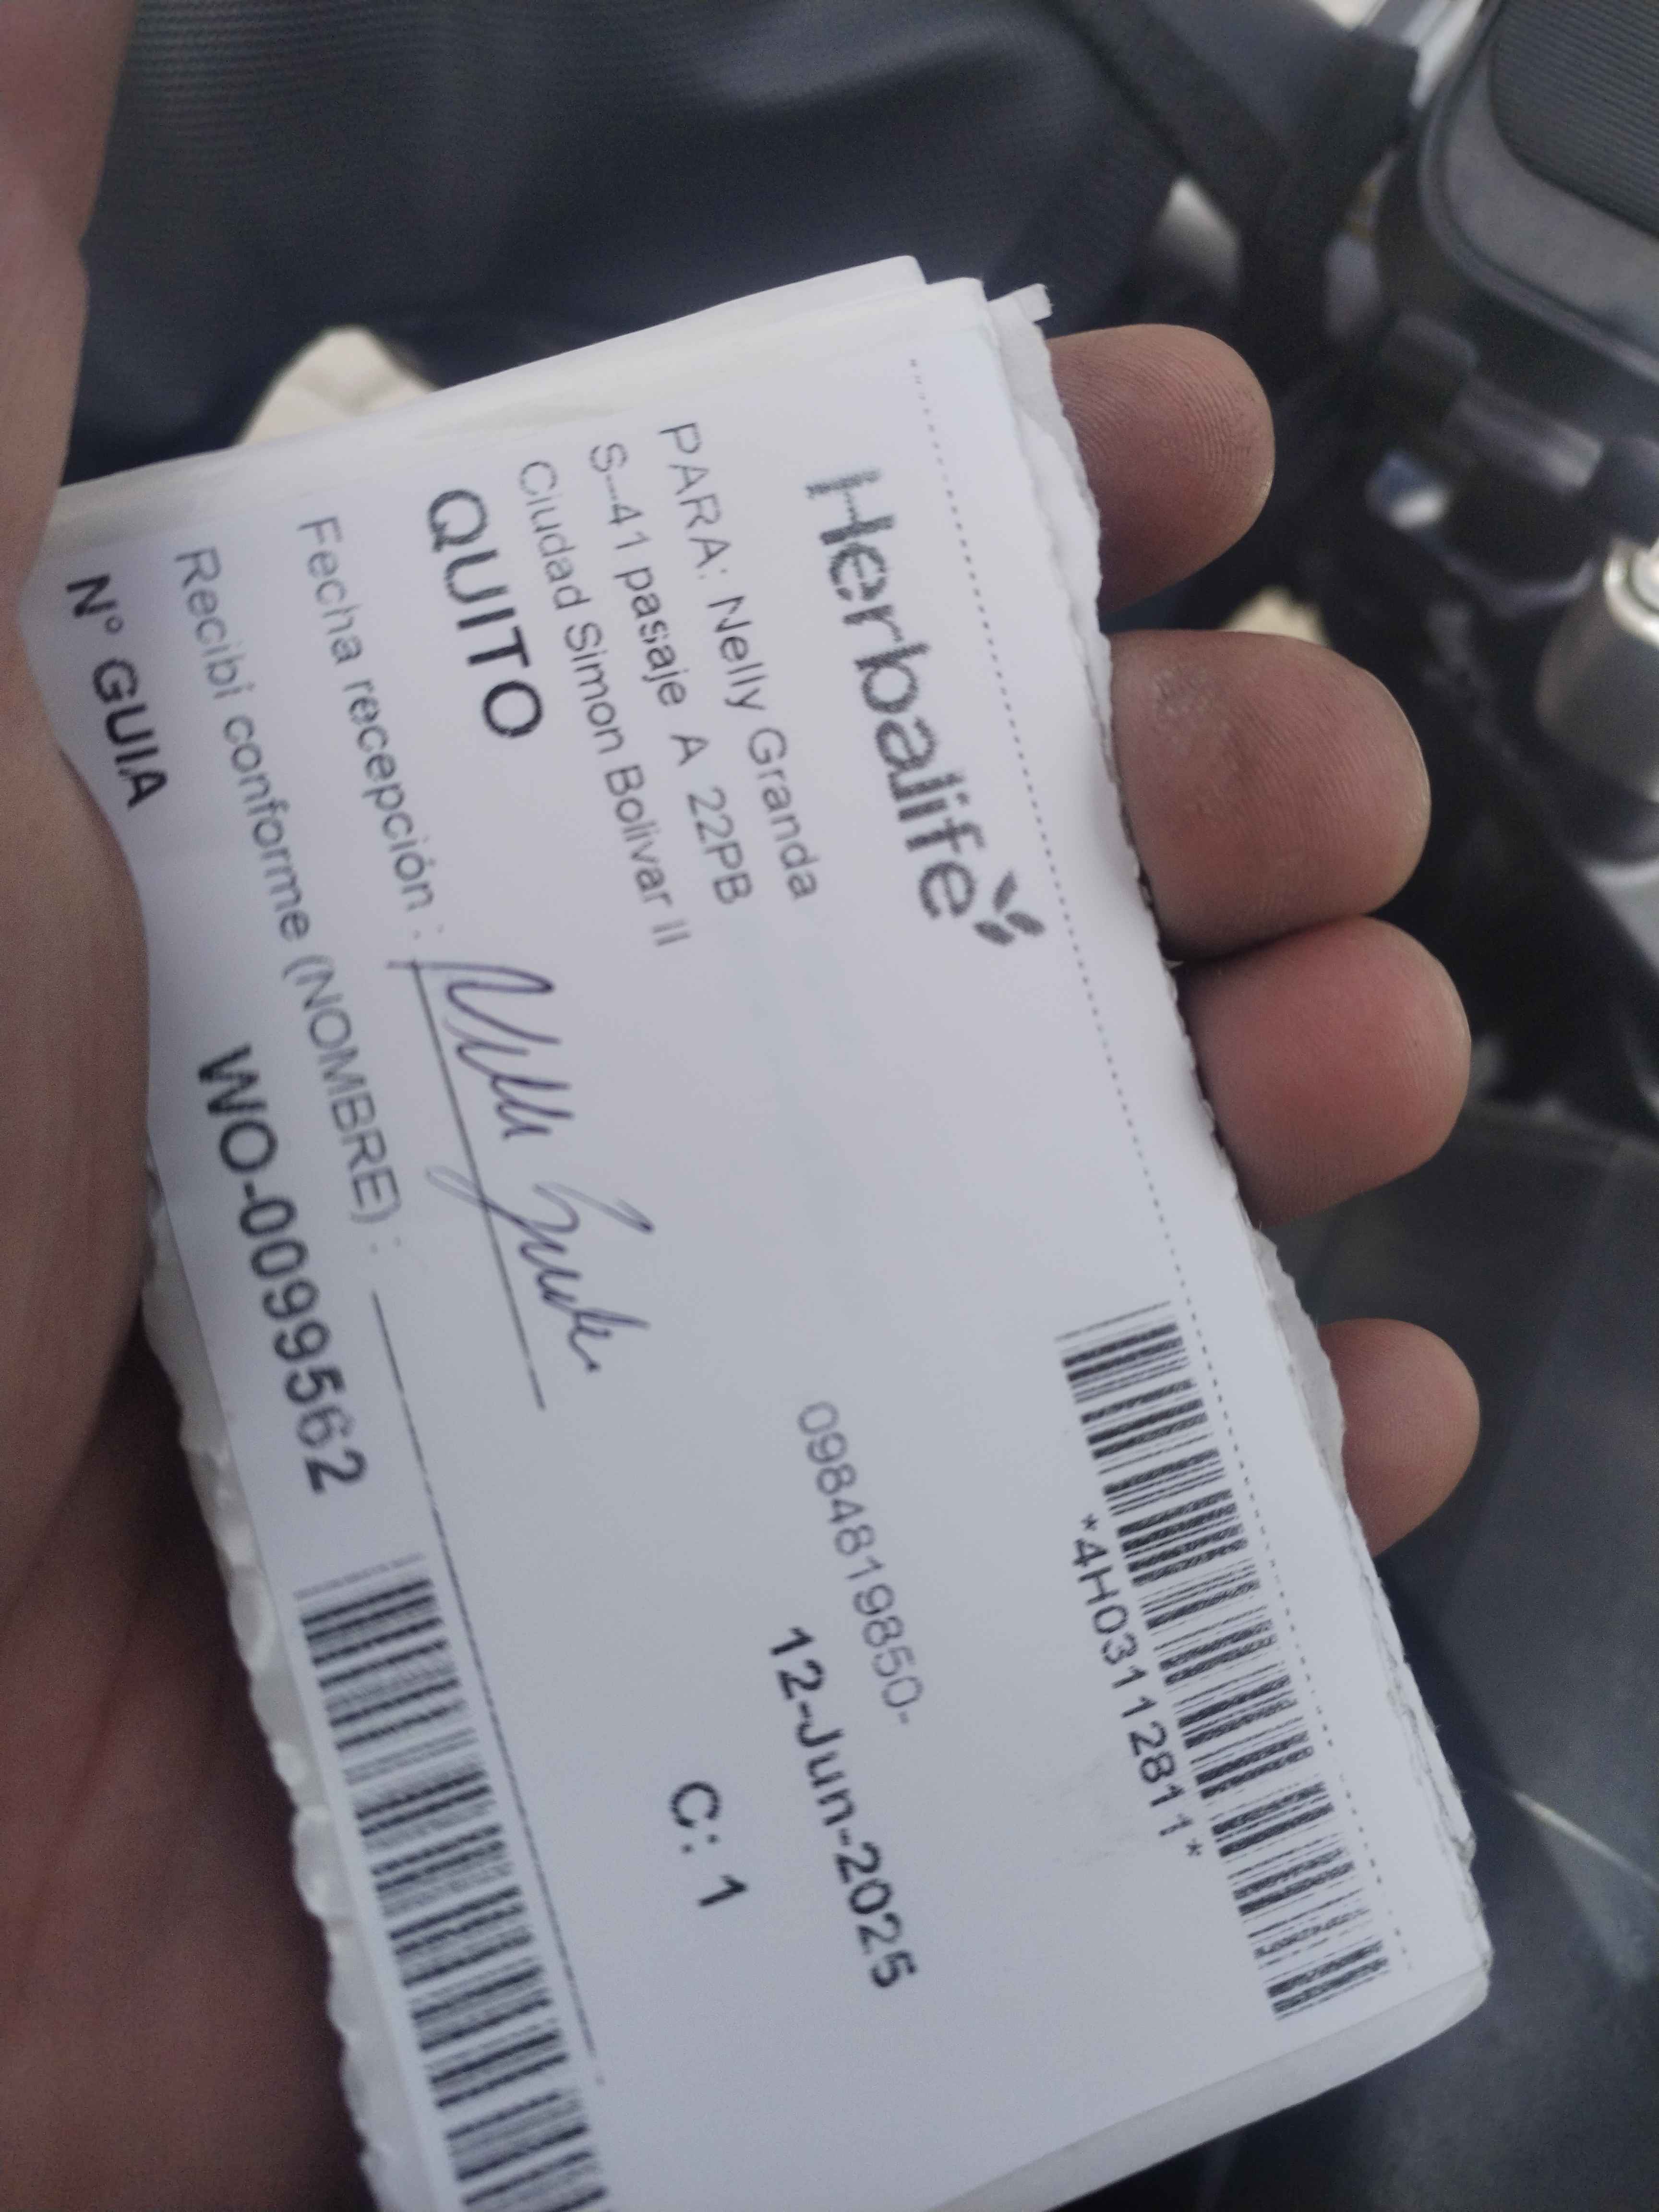 Herbalife
*4H03112811*
PARA: Nelly Granda
0984819850-
S--41 pasaje A 22PB
12-Jun-2025
Ciudad Simon Bolivar II
QUITO
C: 1
Fecha recepción :
Recibi conforme (NOMBRE) :
N° GUIA
WO-0099562